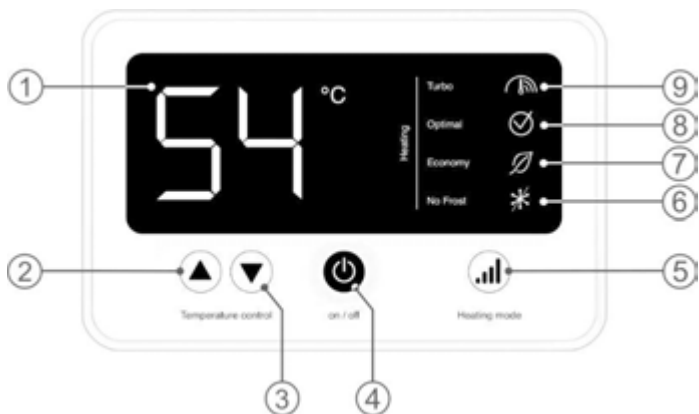 1
54 °C
Heating
Turbo
9
Optimal
8
Economy
7
No Frost
6
2
5
Temperature control
on / off
Heating mode
3
4